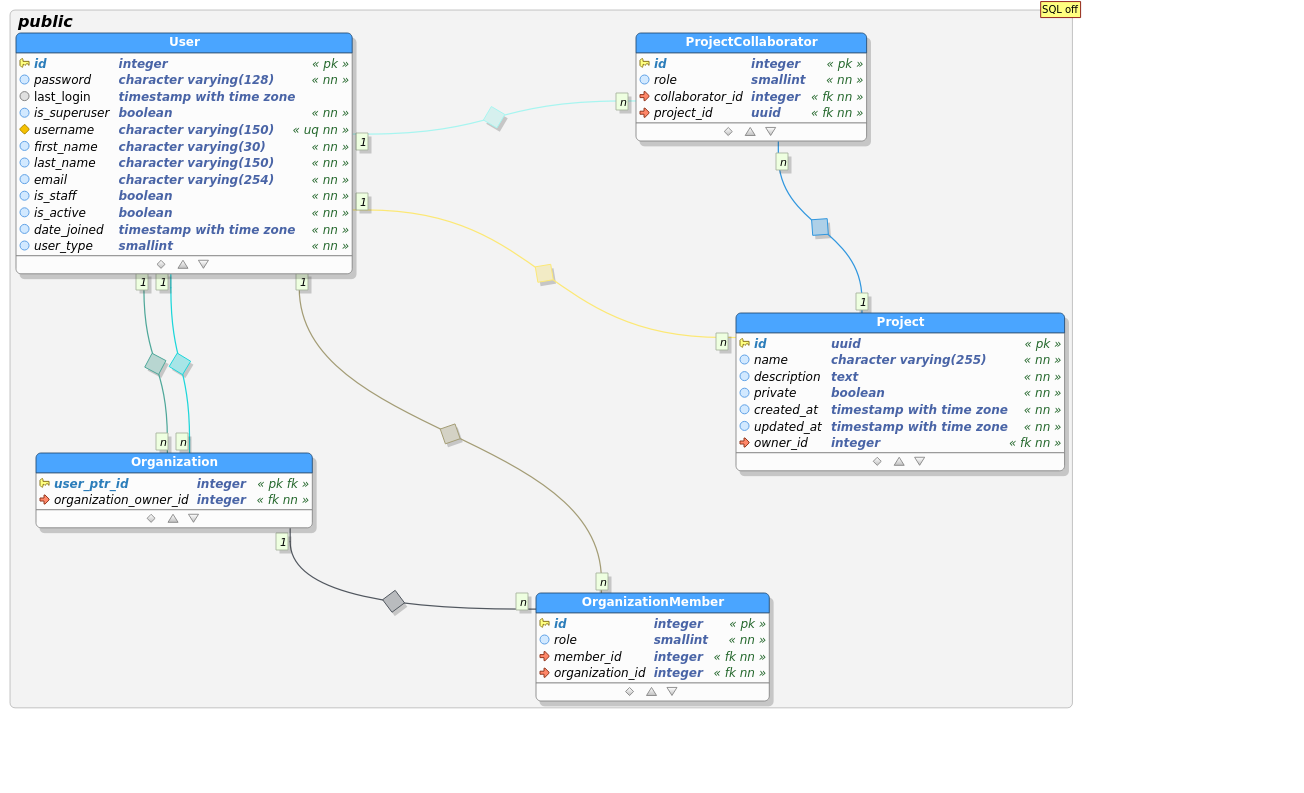 SQL off
public
User
id integer « pk »
password character varying(128) « nn »
last_login timestamp with time zone
is_superuser boolean « nn »
username character varying(150) « uq nn »
first_name character varying(30) « nn »
last_name character varying(150) « nn »
email character varying(254) « nn »
is_staff boolean « nn »
is_active boolean « nn »
date_joined timestamp with time zone « nn »
user_type smallint « nn »
ProjectCollaborator
id integer « pk »
role smallint « nn »
collaborator_id integer « fk nn »
project_id uuid « fk nn »
1
n
1
n
n
1
1
1
1
n
n
Project
id uuid « pk »
name character varying(255) « nn »
description text « nn »
private boolean « nn »
created_at timestamp with time zone « nn »
updated_at timestamp with time zone « nn »
owner_id integer « fk nn »
Organization
user_ptr_id integer « pk fk »
organization_owner_id integer « fk nn »
1
n
n
OrganizationMember
id integer « pk »
role smallint « nn »
member_id integer « fk nn »
organization_id integer « fk nn »